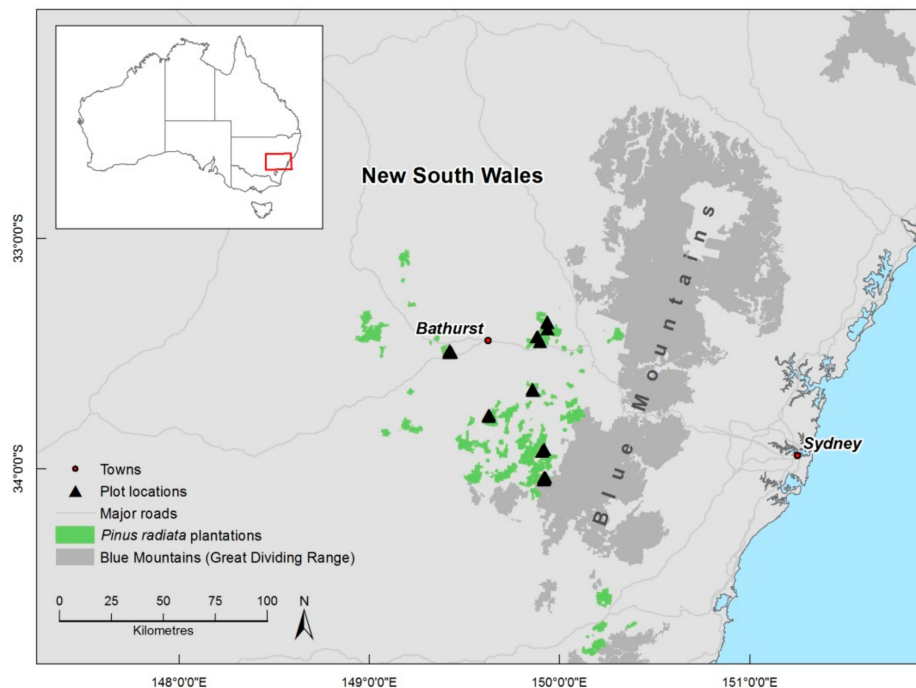 New South Wales
33°0'0"S
Bathurst
Blue Mountains
Sydney
34°0'0"S
Towns
Plot locations
Major roads
Pinus radiata plantations
Blue Mountains (Great Dividing Range)
0 25 50 75 100 N
Kilometres
148°0'0"E 149°0'0"E 150°0'0"E 151°0'0"E